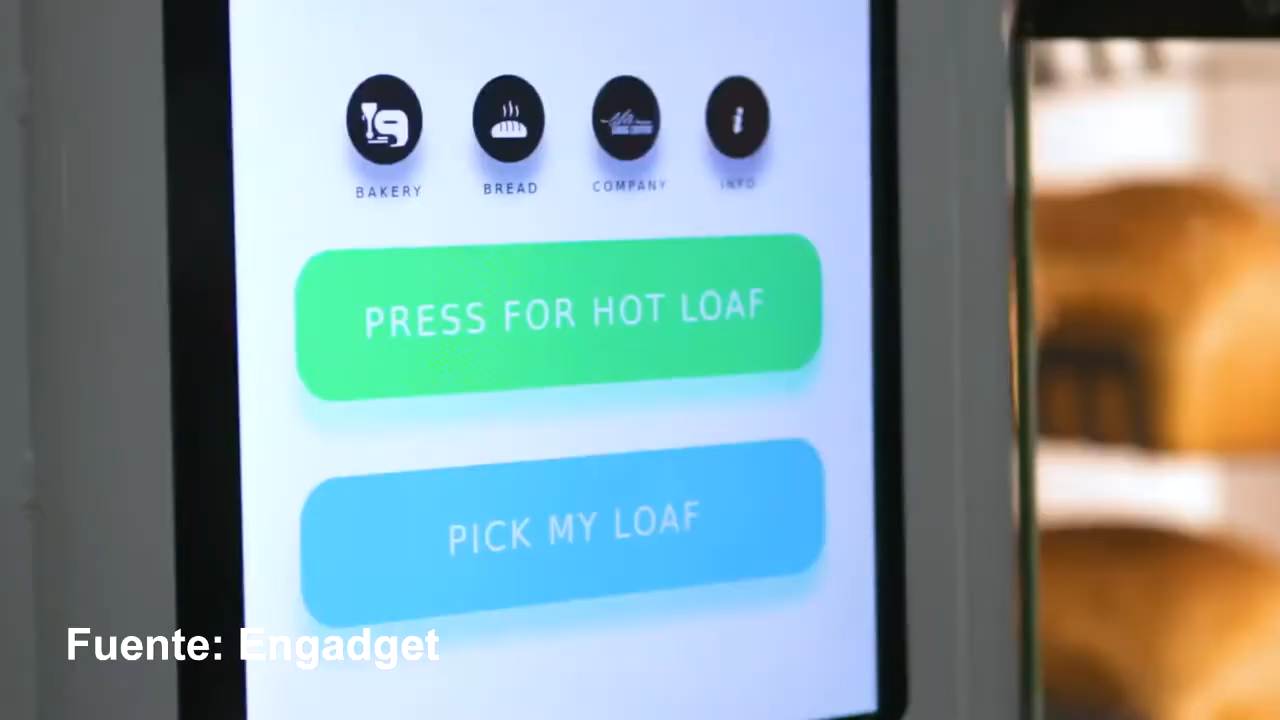 BAKERY BREAD COMPANY INFO
PRESS FOR HOT LOAF
PICK MY LOAF
Fuente: Engadget